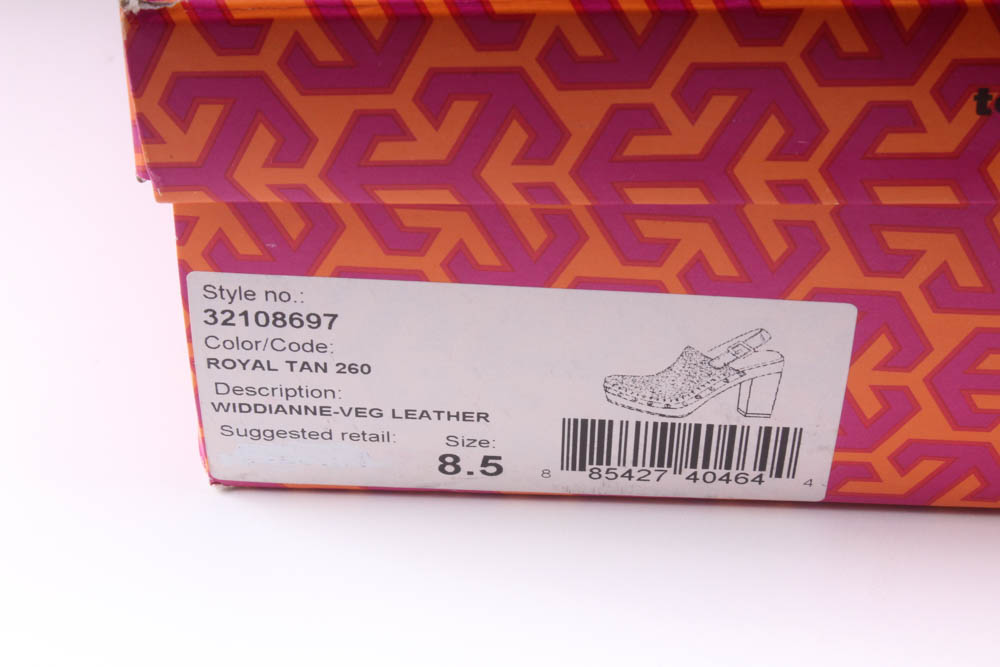 Style no.:
32108697
Color/Code:
ROYAL TAN 260
Description:
WIDDIANNE-VEG LEATHER
Suggested retail:
Size:
8.5
8 85427 40464 4